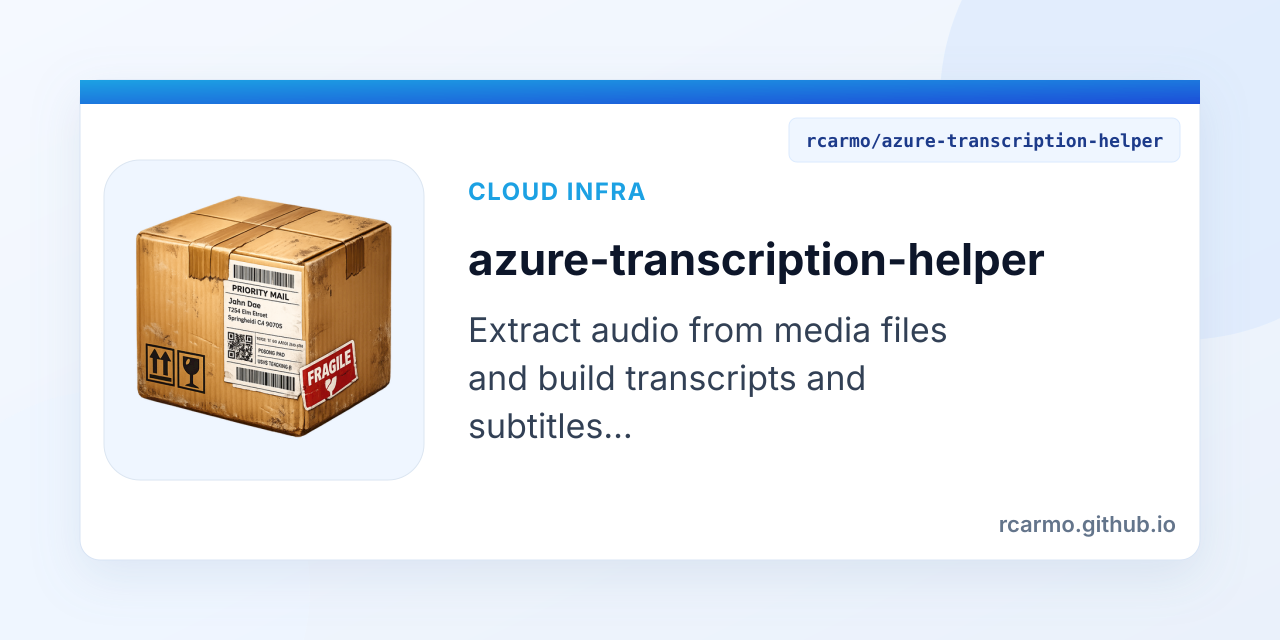 rcarmo/azure-transcription-helper
CLOUD INFRA
azure-transcription-helper
Extract audio from media files
and build transcripts and
subtitles...
PRIORITY MAIL
John Doe
FRAGILE
rcarmo.github.io